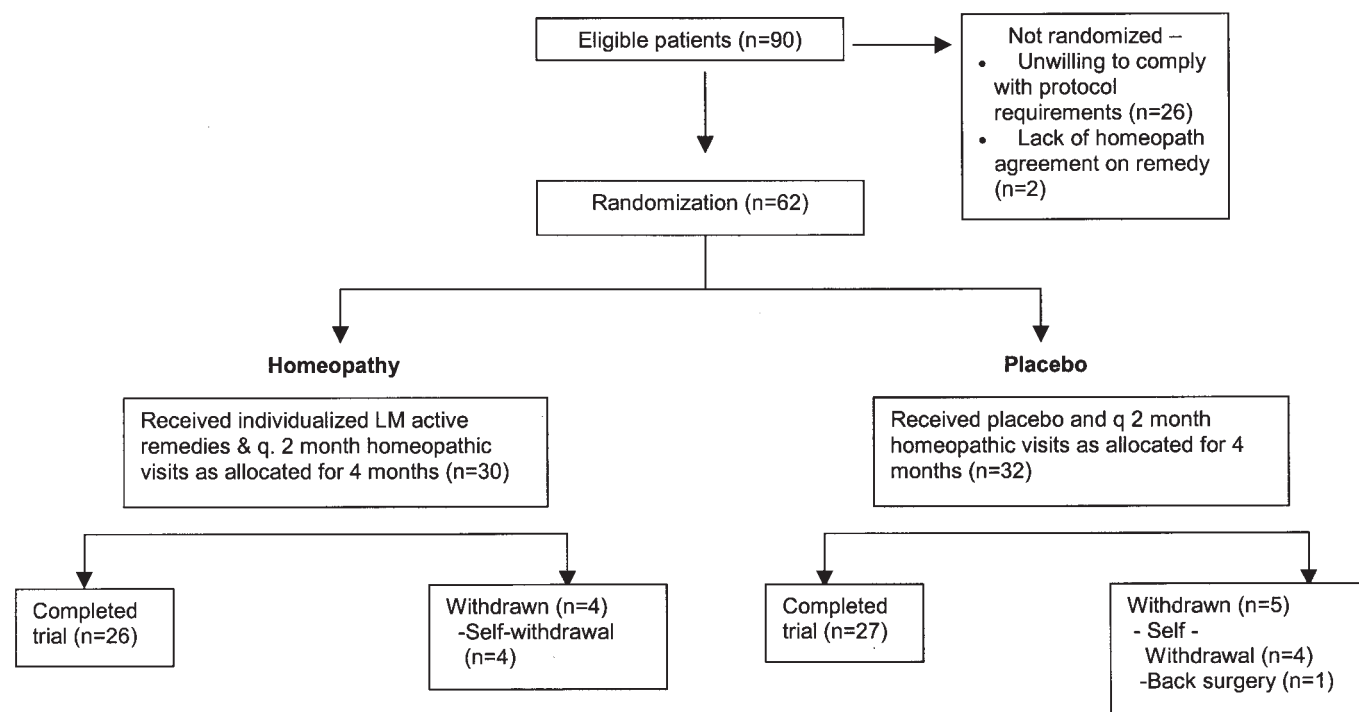 Eligible patients (n=90)
Not randomized –
• Unwilling to comply
with protocol
requirements (n=26)
• Lack of homeopath
agreement on remedy
(n=2)
Randomization (n=62)
Homeopathy
Placebo
Received individualized LM active
remedies & q. 2 month homeopathic
visits as allocated for 4 months (n=30)
Received placebo and q 2 month
homeopathic visits as allocated for 4
months (n=32)
Completed
trial (n=26)
Withdrawn (n=4)
-Self-withdrawal
(n=4)
Completed
trial (n=27)
Withdrawn (n=5)
- Self -
Withdrawal (n=4)
-Back surgery (n=1)